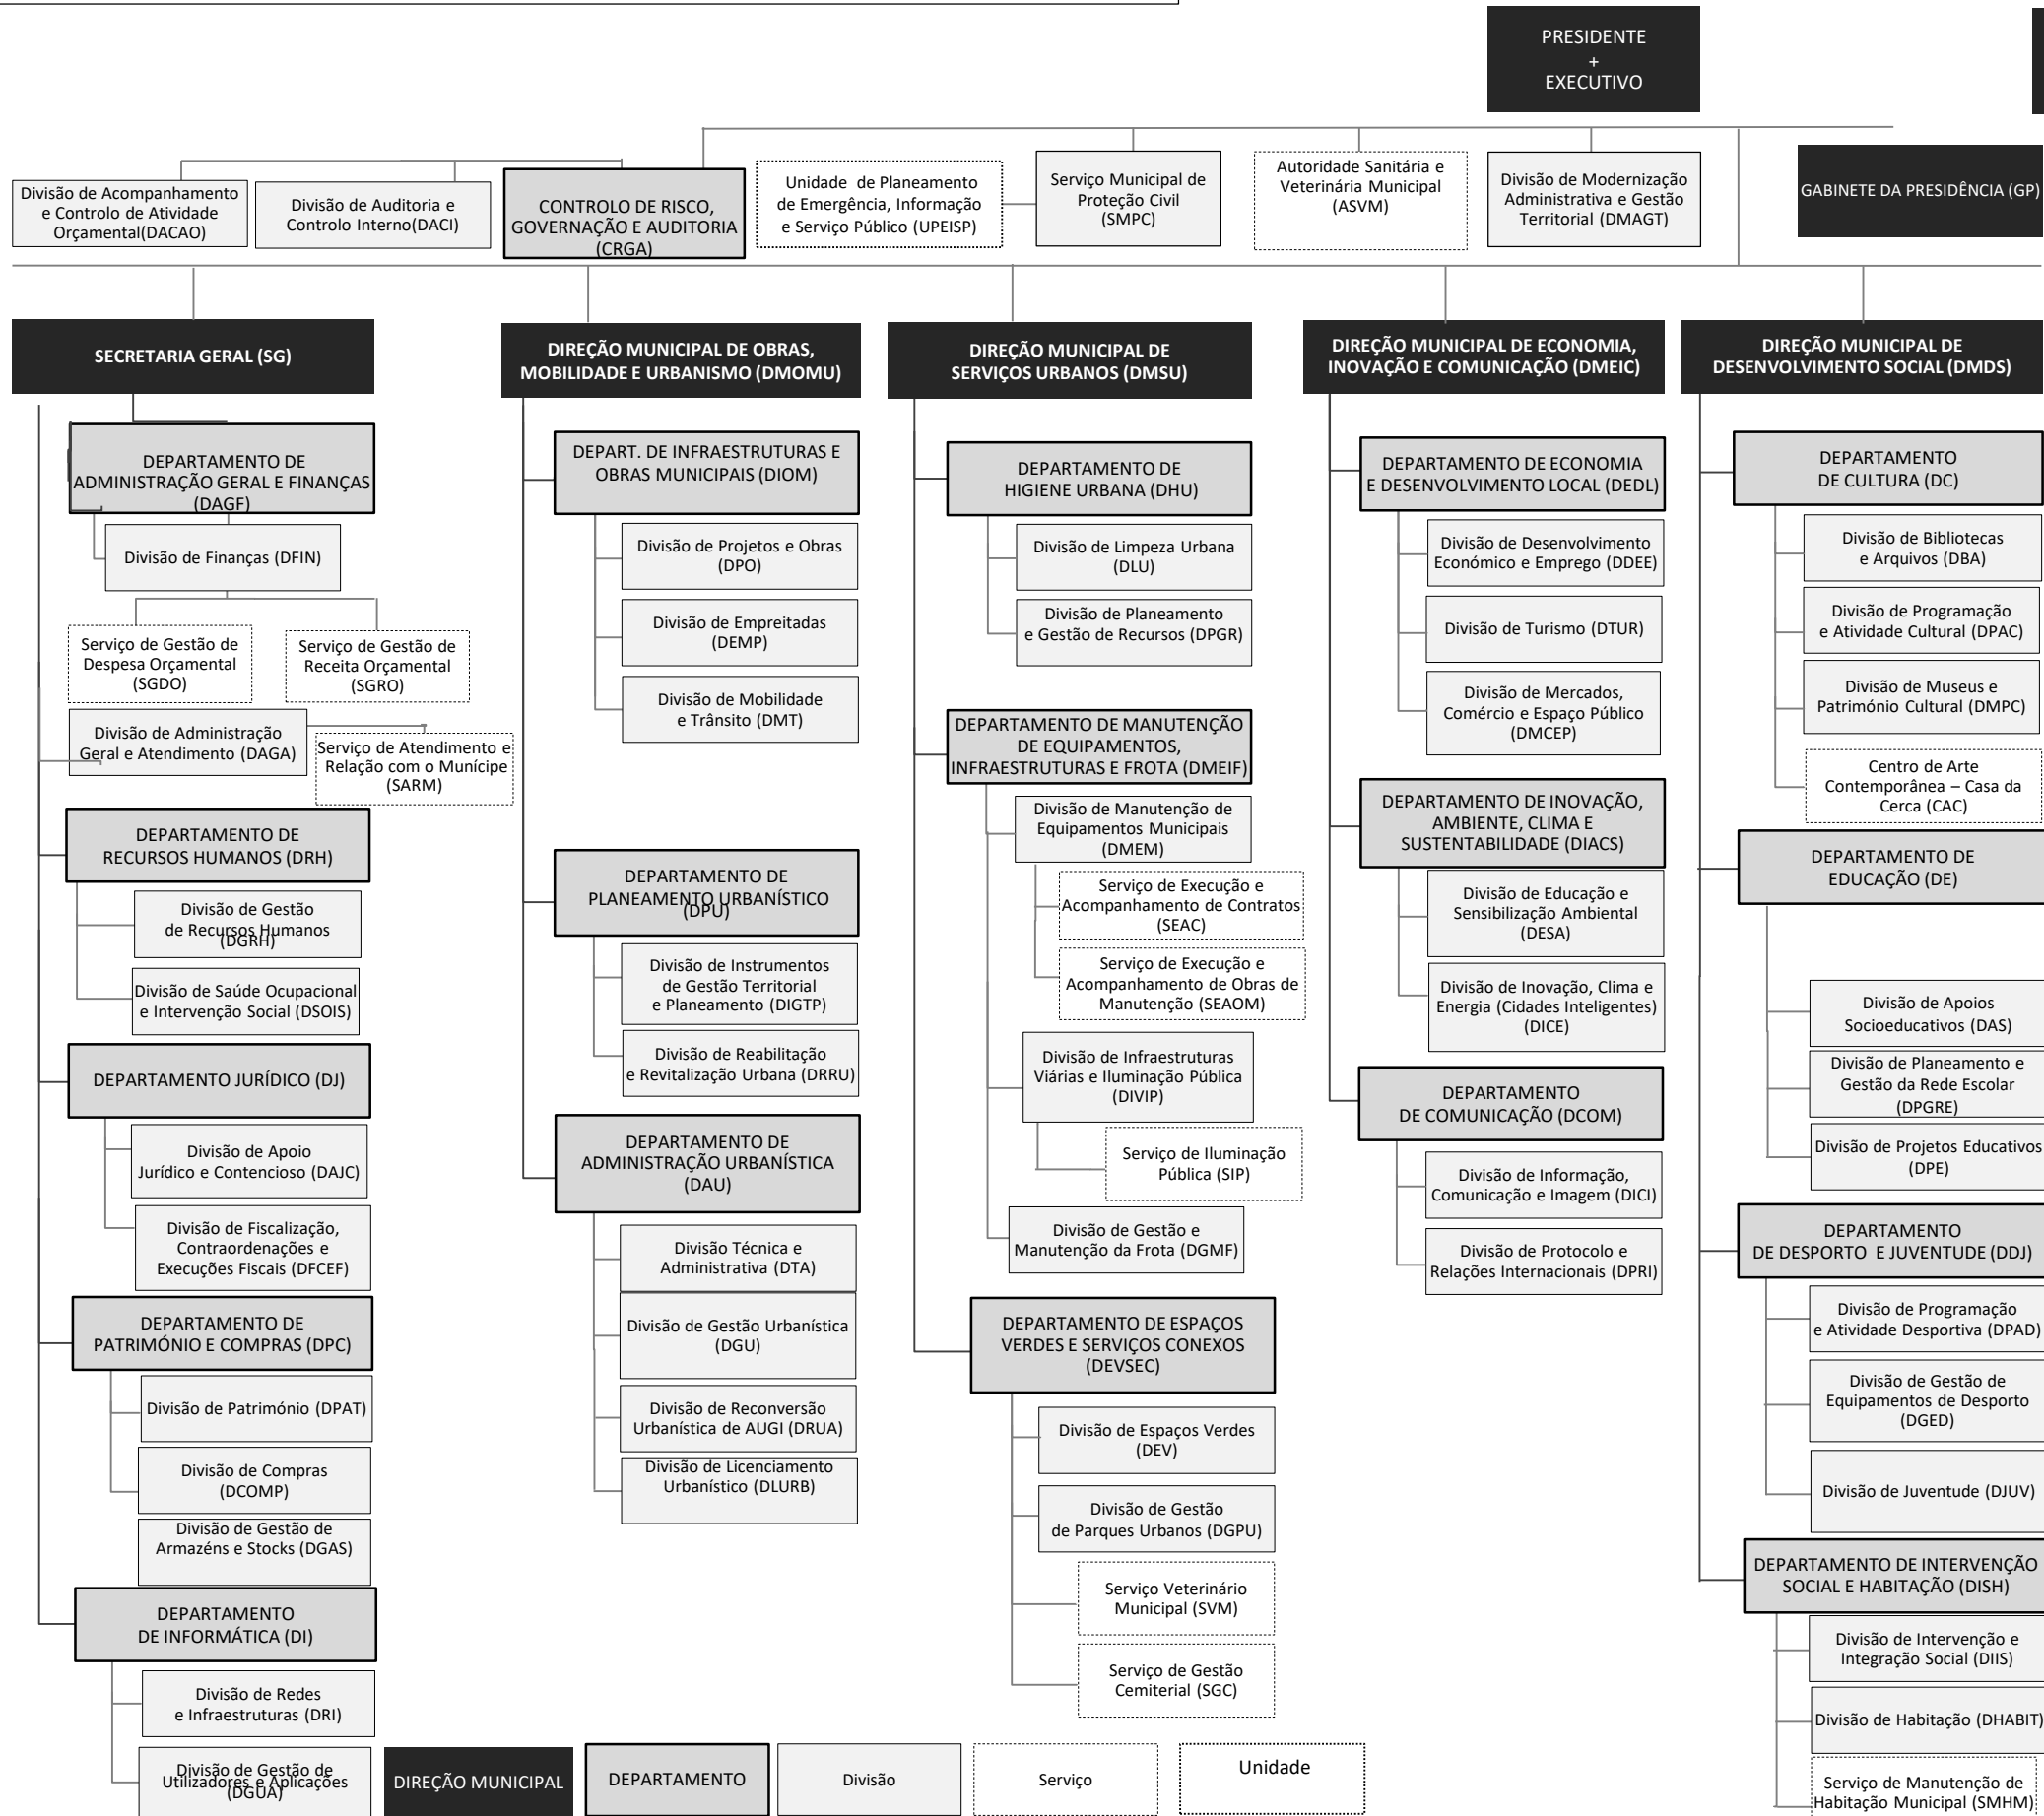 PRESIDENTE
+
EXECUTIVO
Divisão de Acompanhamento
e Controlo de Atividade
Orçamental(DACAO)
Divisão de Auditoria e
Controlo Interno(DACI)
CONTROLO DE RISCO,
GOVERNAÇÃO E AUDITORIA
(CRGA)
Unidade de Planeamento
de Emergência, Informação
e Serviço Público (UPEISP)
Serviço Municipal de
Proteção Civil
(SMPC)
Autoridade Sanitária e
Veterinária Municipal
(ASVM)
Divisão de Modernização
Administrativa e Gestão
Territorial (DMAGT)
GABINETE DA PRESIDÊNCIA (GP)
SECRETARIA GERAL (SG)
DEPARTAMENTO DE
ADMINISTRAÇÃO GERAL E FINANÇAS
(DAGF)
Divisão de Finanças (DFIN)
Serviço de Gestão de
Despesa Orçamental
(SGDO)
Serviço de Gestão de
Receita Orçamental
(SGRO)
Divisão de Administração
Geral e Atendimento (DAGA)
Serviço de Atendimento e
Relação com o Munícipe
(SARM)
DEPARTAMENTO DE
RECURSOS HUMANOS (DRH)
Divisão de Gestão
de Recursos Humanos
(DGRH)
Divisão de Saúde Ocupacional
e Intervenção Social (DSOIS)
DEPARTAMENTO JURÍDICO (DJ)
Divisão de Apoio
Jurídico e Contencioso (DAJC)
Divisão de Fiscalização,
Contraordenações e
Execuções Fiscais (DFCEF)
DEPARTAMENTO DE
PATRIMÓNIO E COMPRAS (DPC)
Divisão de Património (DPAT)
Divisão de Compras
(DCOMP)
Divisão de Gestão de
Armazéns e Stocks (DGAS)
DEPARTAMENTO
DE INFORMÁTICA (DI)
Divisão de Redes
e Infraestruturas (DRI)
Divisão de Gestão de
Utilizadores e Aplicações
(DGUA)
DIREÇÃO MUNICIPAL DE OBRAS,
MOBILIDADE E URBANISMO (DMOMU)
DEPART. DE INFRAESTRUTURAS E
OBRAS MUNICIPAIS (DIOM)
Divisão de Projetos e Obras
(DPO)
Divisão de Empreitadas
(DEMP)
Divisão de Mobilidade
e Trânsito (DMT)
DEPARTAMENTO DE
PLANEAMENTO URBANÍSTICO
(DPU)
Divisão de Instrumentos
de Gestão Territorial
e Planeamento (DIGTP)
Divisão de Reabilitação
e Revitalização Urbana (DRRU)
DEPARTAMENTO DE
ADMINISTRAÇÃO URBANÍSTICA
(DAU)
Divisão Técnica e
Administrativa (DTA)
Divisão de Gestão Urbanística
(DGU)
Divisão de Reconversão
Urbanística de AUGI (DRUA)
Divisão de Licenciamento
Urbanístico (DLURB)
DIREÇÃO MUNICIPAL DE
SERVIÇOS URBANOS (DMSU)
DEPARTAMENTO DE
HIGIENE URBANA (DHU)
Divisão de Limpeza Urbana
(DLU)
Divisão de Planeamento
e Gestão de Recursos (DPGR)
DEPARTAMENTO DE MANUTENÇÃO
DE EQUIPAMENTOS,
INFRAESTRUTURAS E FROTA (DMEIF)
Divisão de Manutenção de
Equipamentos Municipais
(DMEM)
Serviço de Execução e
Acompanhamento de Contratos
(SEAC)
Serviço de Execução e
Acompanhamento de Obras de
Manutenção (SEAOM)
Divisão de Infraestruturas
Viárias e Iluminação Pública
(DIVIP)
Serviço de Iluminação
Pública (SIP)
Divisão de Gestão e
Manutenção da Frota (DGMF)
DEPARTAMENTO DE ESPAÇOS
VERDES E SERVIÇOS CONEXOS
(DEVSEC)
Divisão de Espaços Verdes
(DEV)
Divisão de Gestão
de Parques Urbanos (DGPU)
Serviço Veterinário
Municipal (SVM)
Serviço de Gestão
Cemiterial (SGC)
DIREÇÃO MUNICIPAL DE ECONOMIA,
INOVAÇÃO E COMUNICAÇÃO (DMEIC)
DEPARTAMENTO DE ECONOMIA
E DESENVOLVIMENTO LOCAL (DEDL)
Divisão de Desenvolvimento
Económico e Emprego (DDEE)
Divisão de Turismo (DTUR)
Divisão de Mercados,
Comércio e Espaço Público
(DMCEP)
DEPARTAMENTO DE INOVAÇÃO,
AMBIENTE, CLIMA E
SUSTENTABILIDADE (DIACS)
Divisão de Educação e
Sensibilização Ambiental
(DESA)
Divisão de Inovação, Clima e
Energia (Cidades Inteligentes)
(DICE)
DEPARTAMENTO
DE COMUNICAÇÃO (DCOM)
Divisão de Informação,
Comunicação e Imagem (DICI)
Divisão de Protocolo e
Relações Internacionais (DPRI)
DIREÇÃO MUNICIPAL DE
DESENVOLVIMENTO SOCIAL (DMDS)
DEPARTAMENTO
DE CULTURA (DC)
Divisão de Bibliotecas
e Arquivos (DBA)
Divisão de Programação
e Atividade Cultural (DPAC)
Divisão de Museus e
Património Cultural (DMPC)
Centro de Arte
Contemporânea – Casa da
Cerca (CAC)
DEPARTAMENTO DE
EDUCAÇÃO (DE)
Divisão de Apoios
Socioeducativos (DAS)
Divisão de Planeamento e
Gestão da Rede Escolar
(DPGRE)
Divisão de Projetos Educativos
(DPE)
DEPARTAMENTO
DE DESPORTO E JUVENTUDE (DDJ)
Divisão de Programação
e Atividade Desportiva (DPAD)
Divisão de Gestão de
Equipamentos de Desporto
(DGED)
Divisão de Juventude (DJUV)
DEPARTAMENTO DE INTERVENÇÃO
SOCIAL E HABITAÇÃO (DISH)
Divisão de Intervenção e
Integração Social (DIIS)
Divisão de Habitação (DHABIT)
Serviço de Manutenção de
Habitação Municipal (SMHM)
DIREÇÃO MUNICIPAL
DEPARTAMENTO
Divisão
Serviço
Unidade